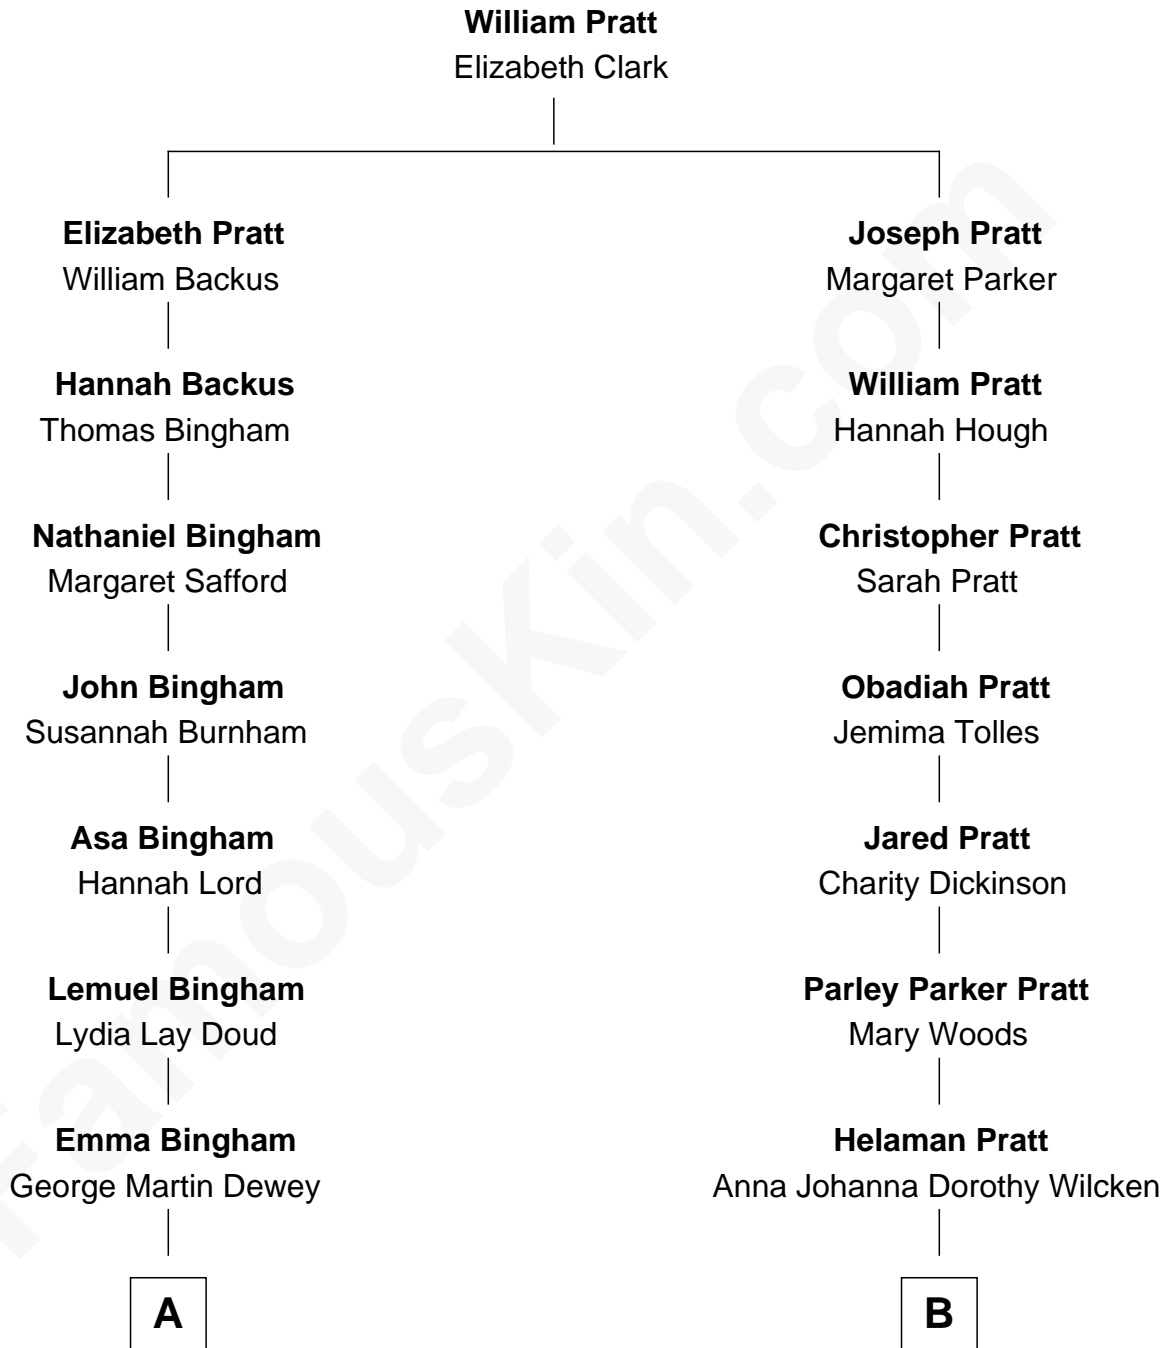 William Pratt
Elizabeth Clark
Elizabeth Pratt
William Backus
Joseph Pratt
Margaret Parker
Hannah Backus
Thomas Bingham
William Pratt
Hannah Hough
Nathaniel Bingham
Margaret Safford
Christopher Pratt
Sarah Pratt
John Bingham
Susannah Burnham
Obadiah Pratt
Jemima Tolles
Asa Bingham
Hannah Lord
Jared Pratt
Charity Dickinson
Lemuel Bingham
Lydia Lay Doud
Parley Parker Pratt
Mary Woods
Emma Bingham
George Martin Dewey
Helaman Pratt
Anna Johanna Dorothy Wilcken
A
B
FamousKin.com